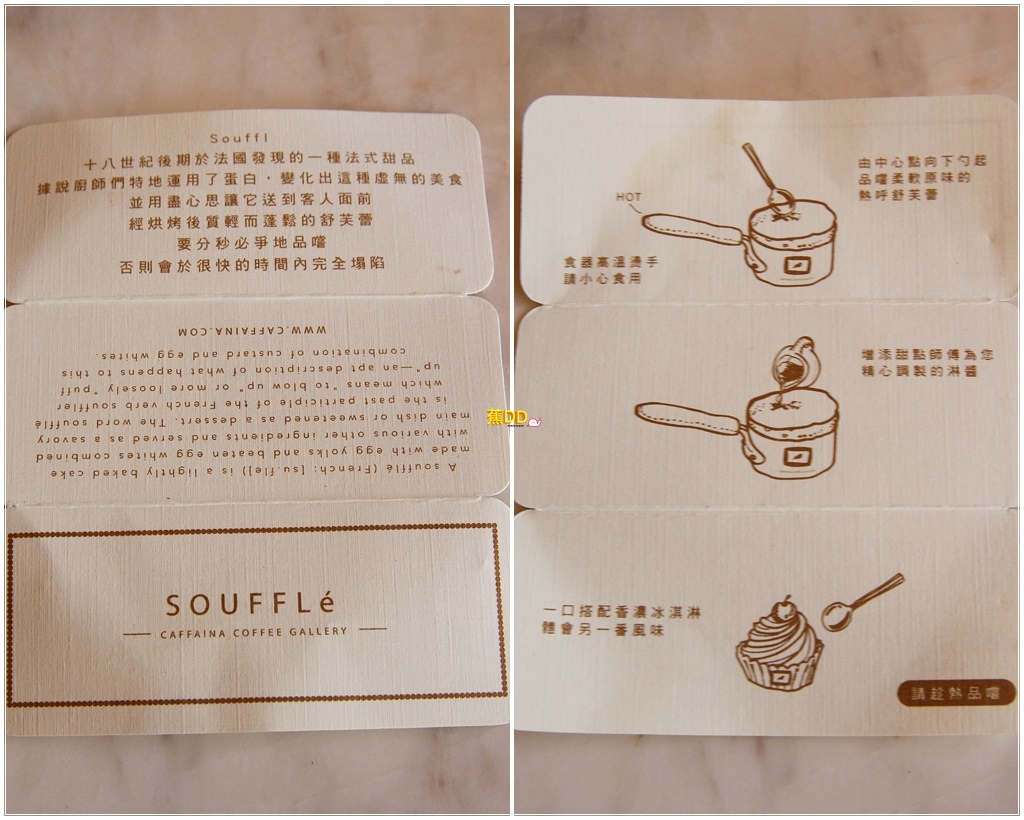 Souffl
十八世紀後期於法國發現的一種法式甜品
據說廚師們特地運用了蛋白，變化出這種虛無的美食
並用盡心思讓它送到客人面前
經烘烤後質輕而蓬鬆的舒芙蕾
要分秒必爭地品嚐
否則會於很快的時間內完全塌陷
A soufflé (French: [su.fle]) is a lightly baked cake
made with egg yolks and beaten egg whites combined
with various other ingredients and served as a savory
main dish or sweetened as a dessert. The word soufflé
is the past participle of the French verb souffler
which means "to blow up" or more loosely "puff
up"—an apt description of what happens to this
combination of custard and egg whites.
WWW.CAFFAINA.COM
SOUFFLé
CAFFAINA COFFEE GALLERY
HOT
食器高溫燙手
請小心食用
由中心點向下勺起
品嚐柔軟原味的
熱呼舒芙蕾
增添甜點師傅為您
精心調製的淋醬
一口搭配香濃冰淇淋
體會另一番風味
請趁熱品嚐
蕉DD